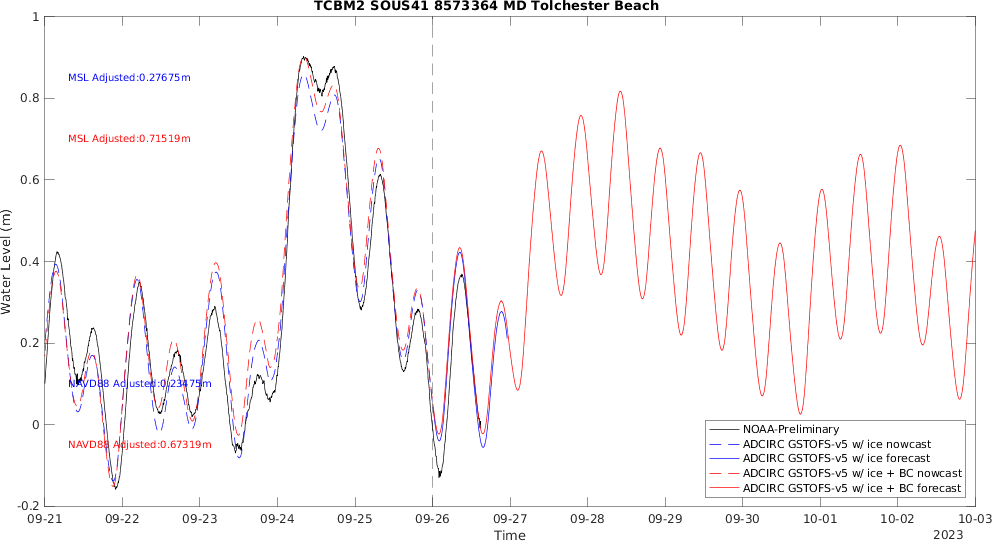 TCBM2 SOUS41 8573364 MD Tolchester Beach
Water Level (m)
1
0.8
0.6
0.4
0.2
0
-0.2
MSL Adjusted:0.27675m
MSL Adjusted:0.71519m
NAVD88 Adjusted:0.23475m
NAVD88 Adjusted:0.67319m
NOAA-Preliminary
ADCIRC GSTOFS-v5 w/ ice nowcast
ADCIRC GSTOFS-v5 w/ ice forecast
ADCIRC GSTOFS-v5 w/ ice + BC nowcast
ADCIRC GSTOFS-v5 w/ ice + BC forecast
09-21 09-22 09-23 09-24 09-25 09-26 09-27 09-28 09-29 09-30 10-01 10-02 10-03
Time
2023